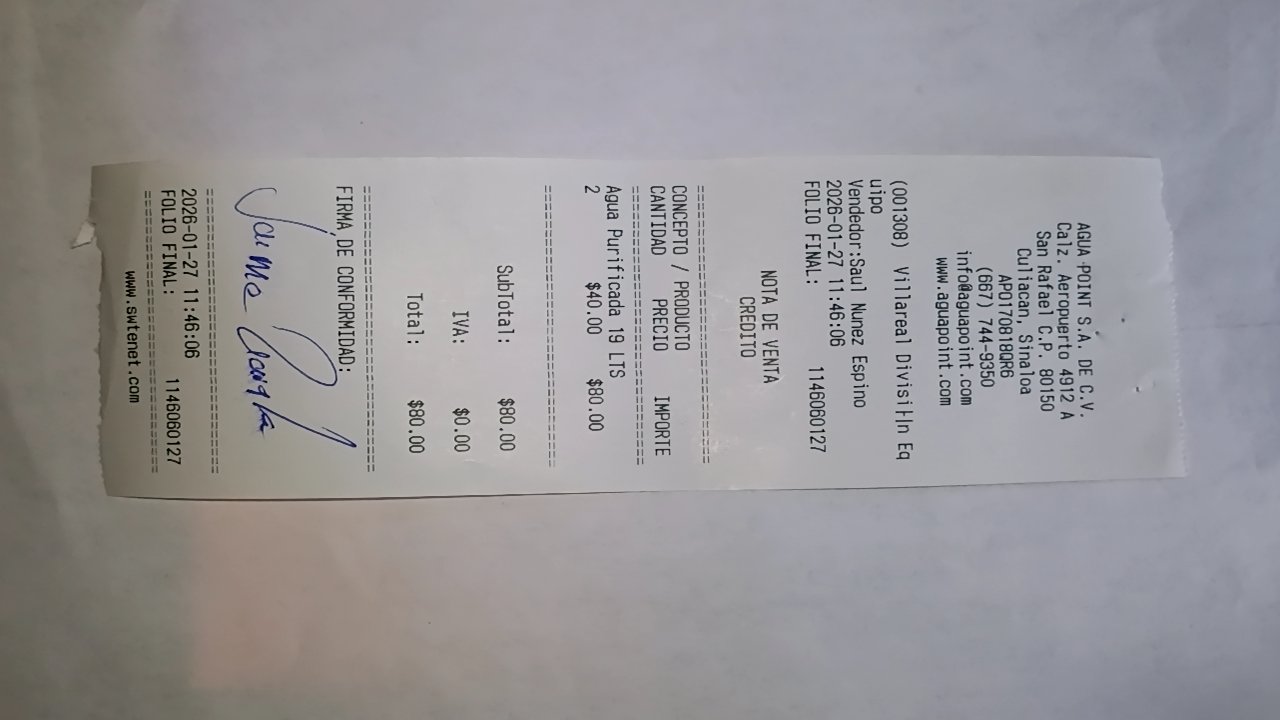 AGUA POINT S.A. DE C.V.
Calz. Aeropuerto 4912 A
San Rafael C.P. 80150
Culiacan, Sinaloa
APO170818QR6
(667) 744-9350
info@aguapoint.com
www.aguapoint.com
(001308) Villareal Divisi|n Eq
uipo
Vendedor:Saul Nunez Espino
2026-01-27 11:46:06
FOLIO FINAL: 1146060127
NOTA DE VENTA
CREDITO
================================
CONCEPTO / PRODUCTO
CANTIDAD PRECIO IMPORTE
================================
Agua Purificada 19 LTS
2 $40.00 $80.00
================================
SubTotal: $80.00
IVA: $0.00
Total: $80.00
================================
FIRMA DE CONFORMIDAD:
================================
2026-01-27 11:46:06
FOLIO FINAL: 1146060127
================================
www.swtenet.com